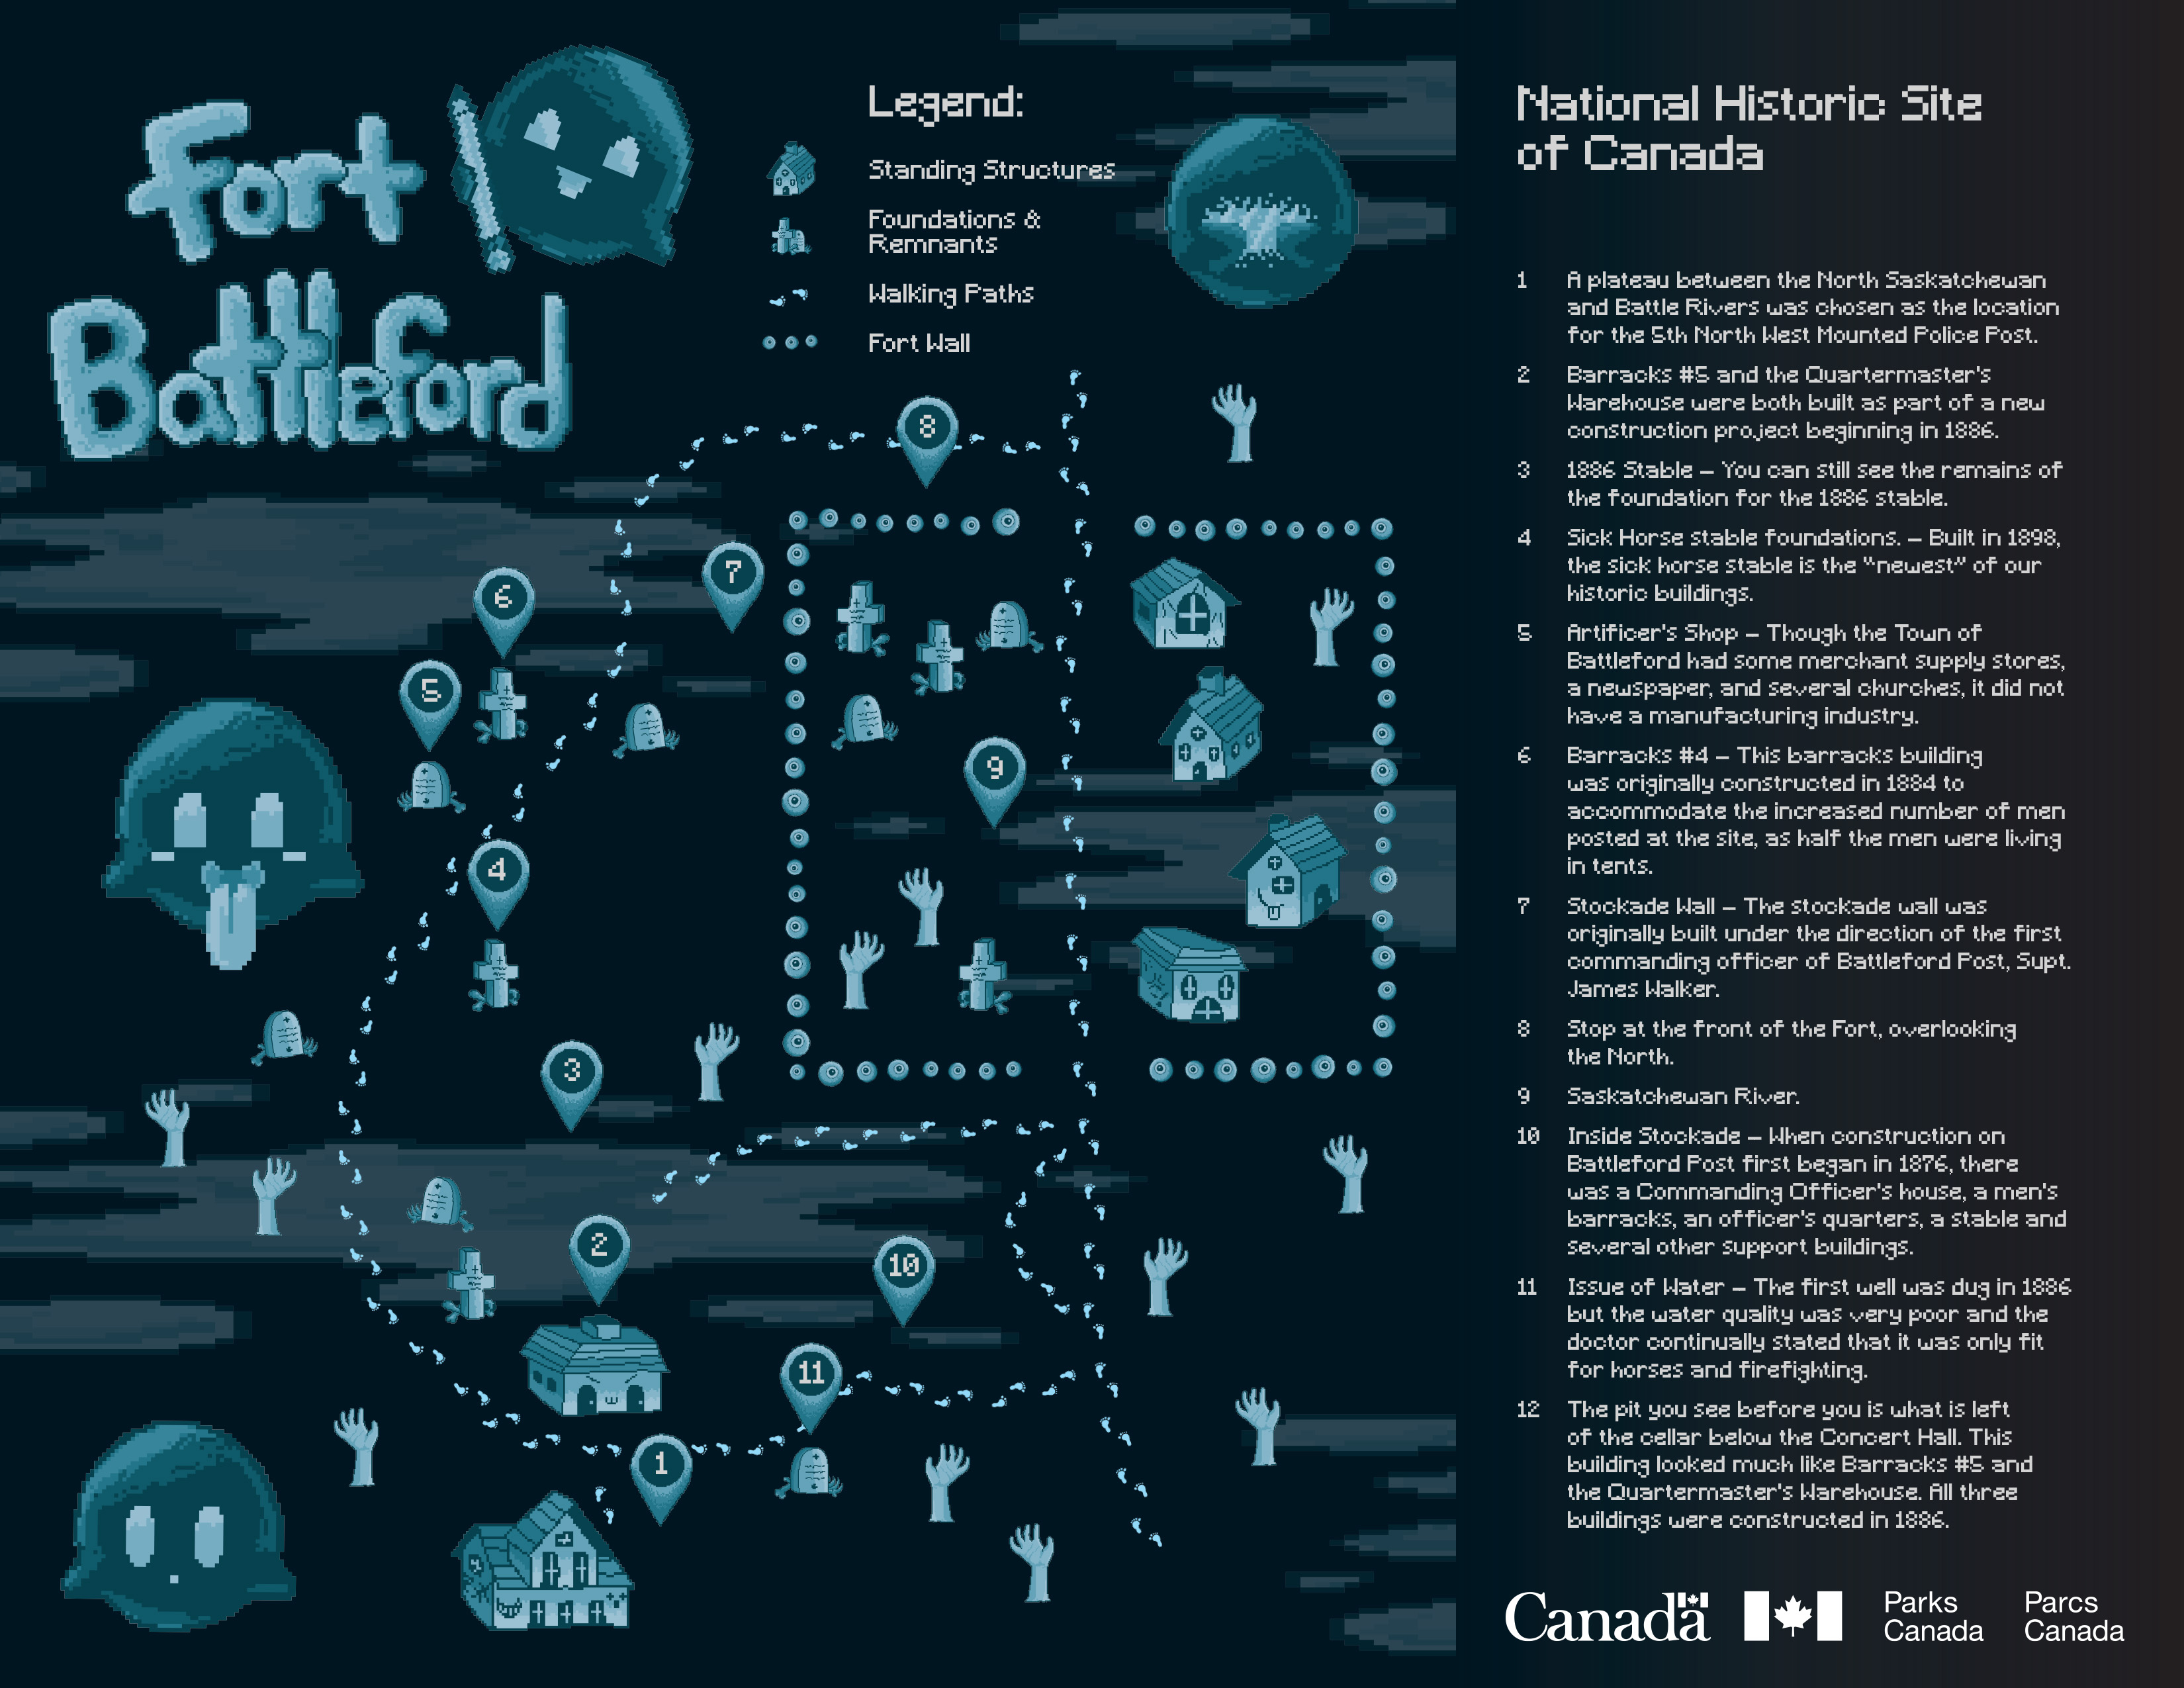 Fort
Battleford
Legend:
Standing Structures
Foundations &
Remnants
Walking Paths
Fort Wall
8
7
6
5
9
4
3
2
10
11
1
National Historic Site
of Canada
1 A plateau between the North Saskatchewan
and Battle Rivers was chosen as the location
for the 5th North West Mounted Police Post.
2 Barracks #5 and the Quartermaster's
Warehouse were both built as part of a new
construction project beginning in 1886.
3 1886 Stable – You can still see the remains of
the foundation for the 1886 stable.
4 Sick Horse stable foundations. – Built in 1898,
the sick horse stable is the "newest" of our
historic buildings.
5 Artificer's Shop – Though the Town of
Battleford had some merchant supply stores,
a newspaper, and several churches, it did not
have a manufacturing industry.
6 Barracks #4 – This barracks building
was originally constructed in 1884 to
accommodate the increased number of men
posted at the site, as half the men were living
in tents.
7 Stockade Wall – The stockade wall was
originally built under the direction of the first
commanding officer of Battleford Post, Supt.
James Walker.
8 Stop at the front of the Fort, overlooking
the North.
9 Saskatchewan River.
10 Inside Stockade – When construction on
Battleford Post first began in 1876, there
was a Commanding Officer's house, a men's
barracks, an officer's quarters, a stable and
several other support buildings.
11 Issue of Water – The first well was dug in 1886
but the water quality was very poor and the
doctor continually stated that it was only fit
for horses and firefighting.
12 The pit you see before you is what is left
of the cellar below the Concert Hall. This
building looked much like Barracks #5 and
the Quartermaster's Warehouse. All three
buildings were constructed in 1886.
Canada
Parks
Canada
Parcs
Canada